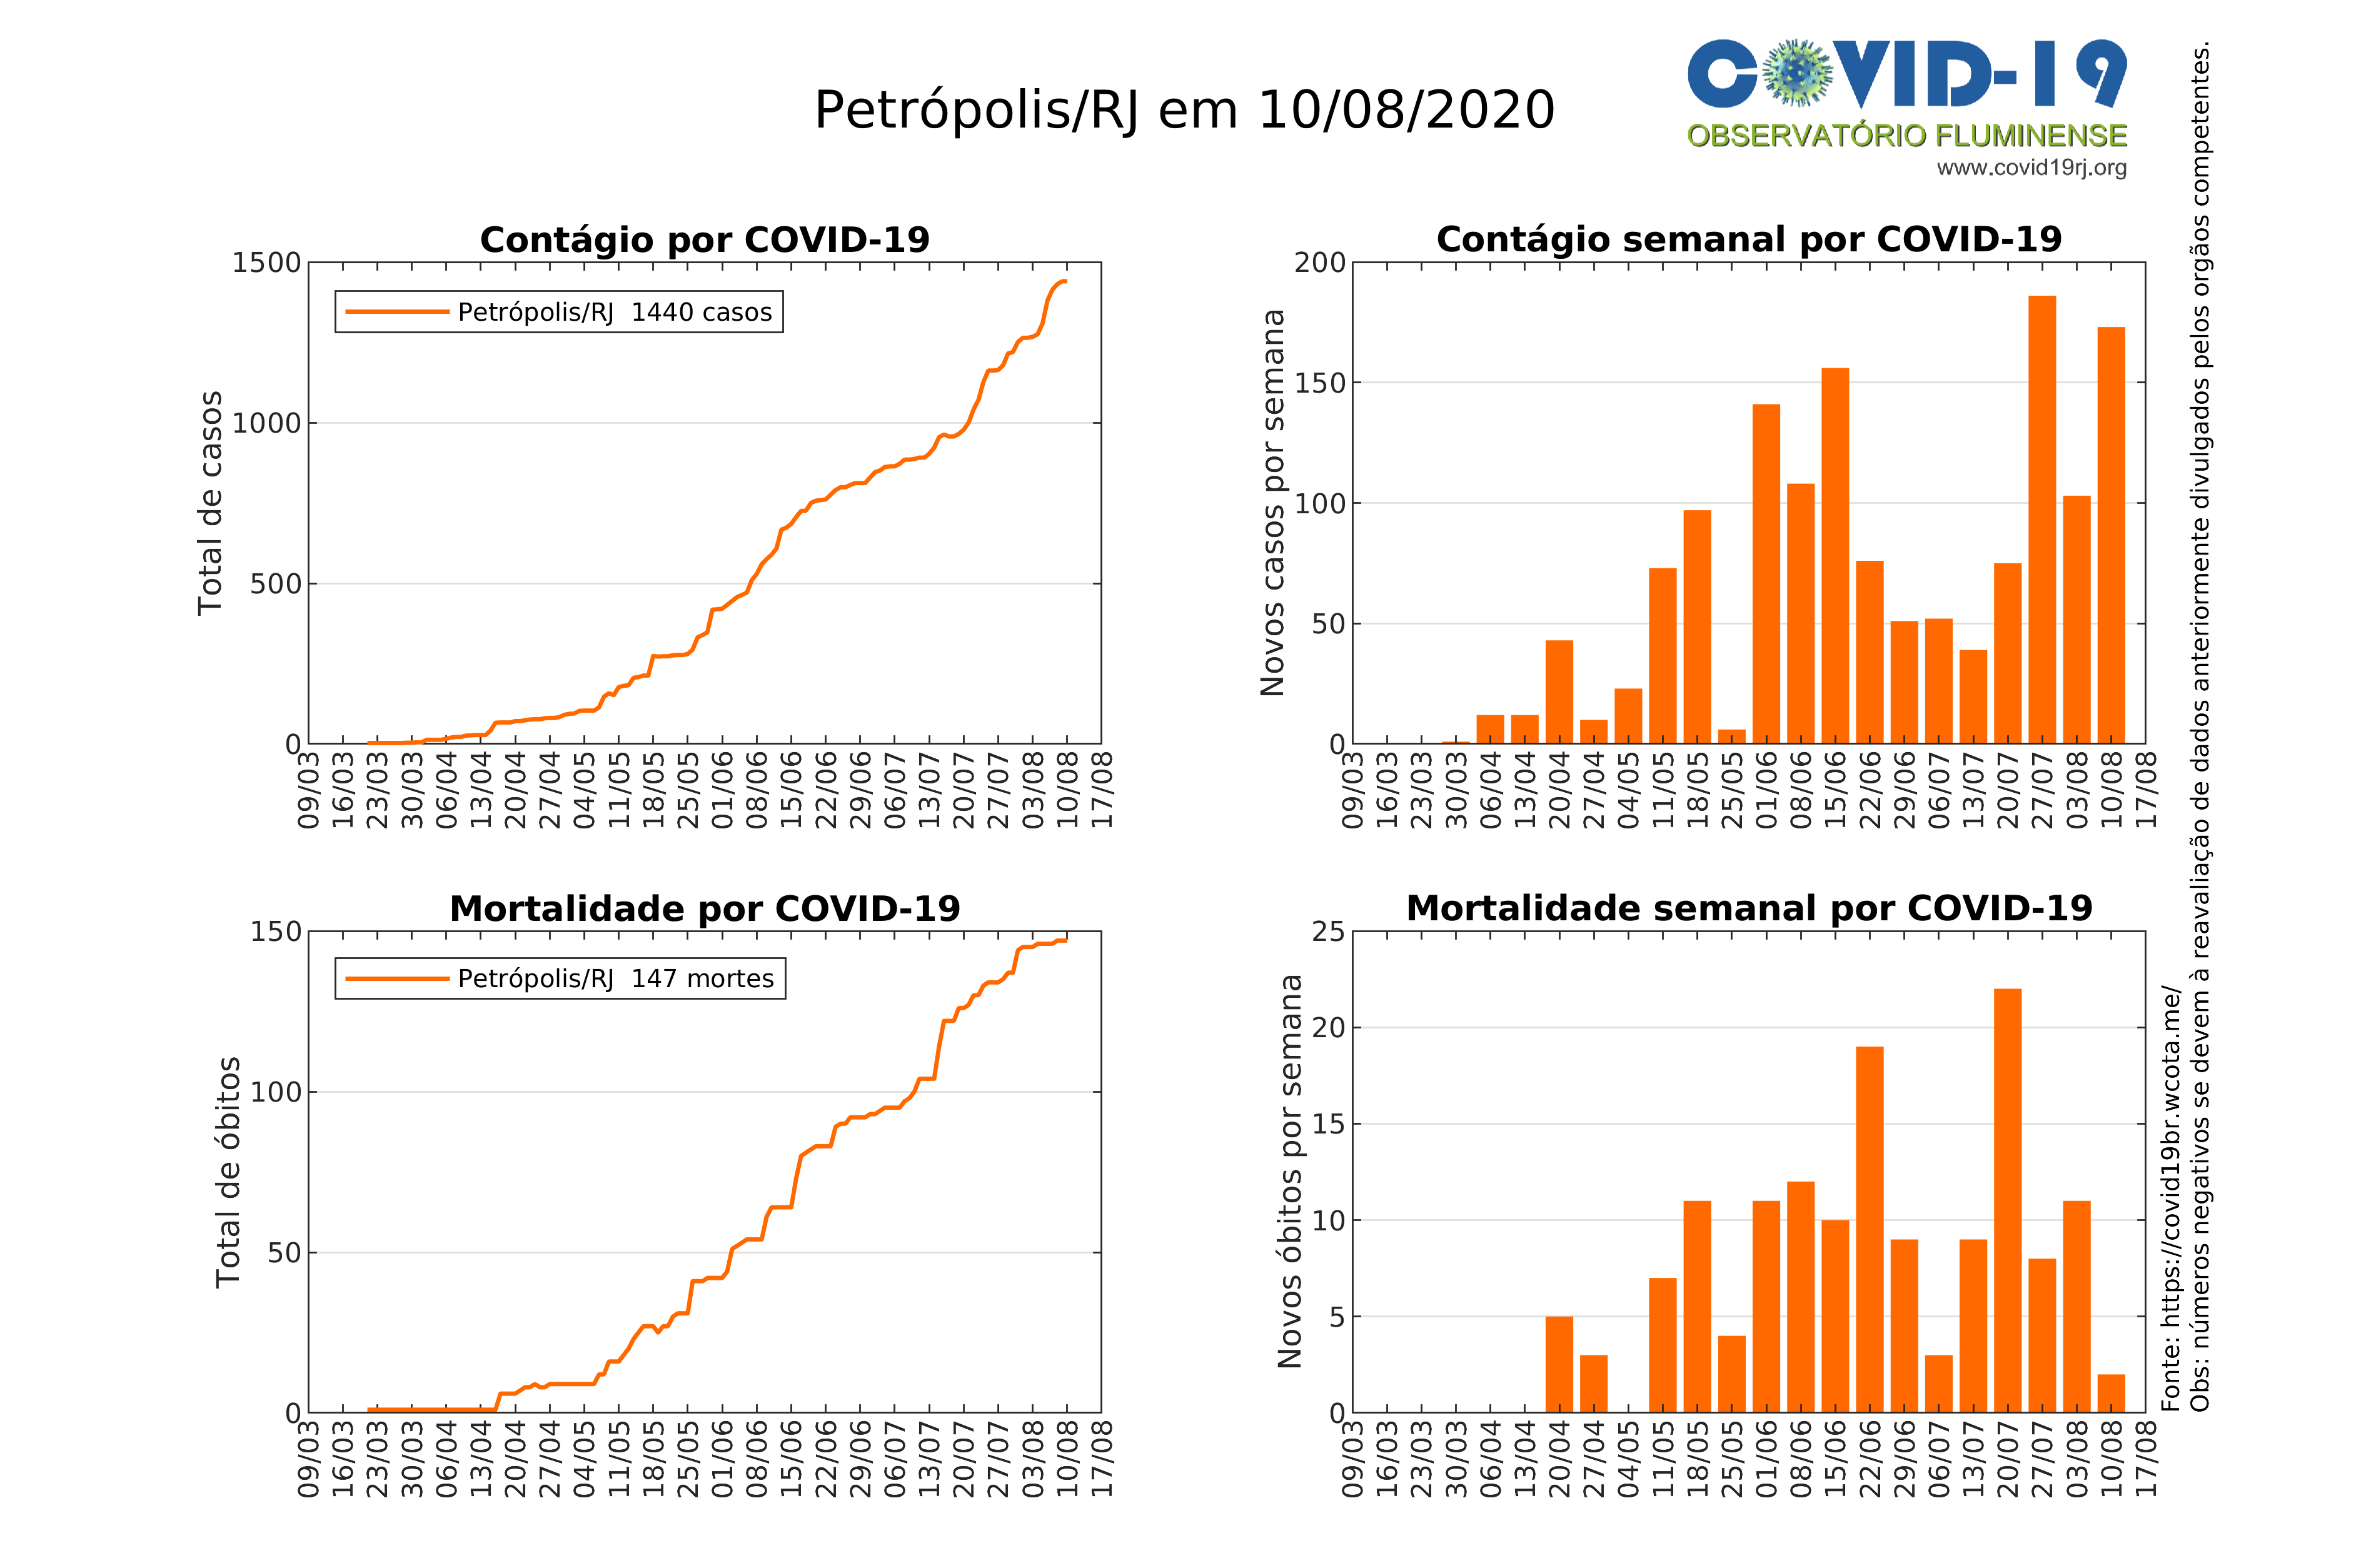 Petrópolis/RJ em 10/08/2020
COVID-19
OBSERVATÓRIO FLUMINENSE
www.covid19rj.org
Contágio por COVID-19
Total de casos
1500
1000
500
0
Petrópolis/RJ 1440 casos
09/03 16/03 23/03 30/03 06/04 13/04 20/04 27/04 04/05 11/05 18/05 25/05 01/06 08/06 15/06 22/06 29/06 06/07 13/07 20/07 27/07 03/08 10/08 17/08
Contágio semanal por COVID-19
Novos casos por semana
200
150
100
50
0
09/03 16/03 23/03 30/03 06/04 13/04 20/04 27/04 04/05 11/05 18/05 25/05 01/06 08/06 15/06 22/06 29/06 06/07 13/07 20/07 27/07 03/08 10/08 17/08
Mortalidade por COVID-19
Total de óbitos
150
100
50
0
Petrópolis/RJ 147 mortes
09/03 16/03 23/03 30/03 06/04 13/04 20/04 27/04 04/05 11/05 18/05 25/05 01/06 08/06 15/06 22/06 29/06 06/07 13/07 20/07 27/07 03/08 10/08 17/08
Mortalidade semanal por COVID-19
Novos óbitos por semana
25
20
15
10
5
0
09/03 16/03 23/03 30/03 06/04 13/04 20/04 27/04 04/05 11/05 18/05 25/05 01/06 08/06 15/06 22/06 29/06 06/07 13/07 20/07 27/07 03/08 10/08 17/08
Fonte: https://covid19br.wcota.me/
Obs: números negativos se devem à reavaliação de dados anteriormente divulgados pelos orgãos competentes.